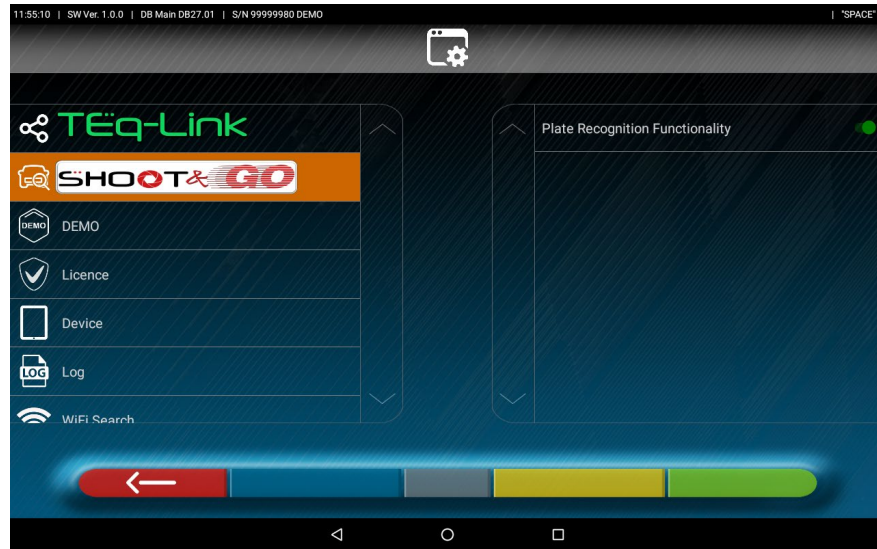 11:55:10 | SW Ver. 1.0.0 | DB Main DB27.01 | S/N 99999980 DEMO | "SPACE"
TEq-Link
SHOOT& GO
DEMO DEMO
Licence
Device
LOG Log
WiFi Search
Plate Recognition Functionality